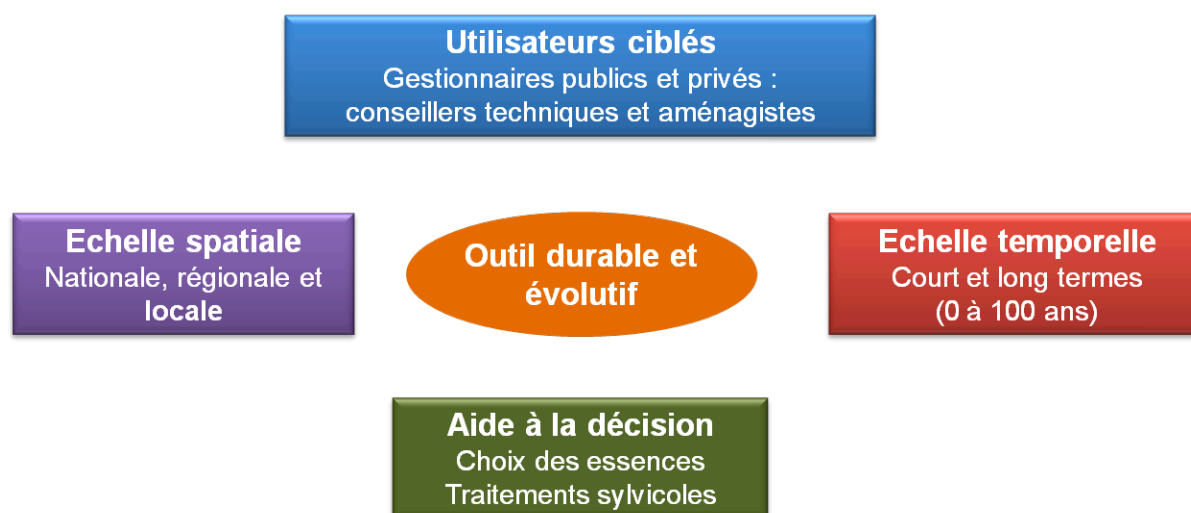 Utilisateurs ciblés
Gestionnaires publics et privés :
conseillers techniques et aménagistes
Echelle spatiale
Nationale, régionale et
locale
Outil durable et
évolutif
Echelle temporelle
Court et long termes
(0 à 100 ans)
Aide à la décision
Choix des essences
Traitements sylvicoles